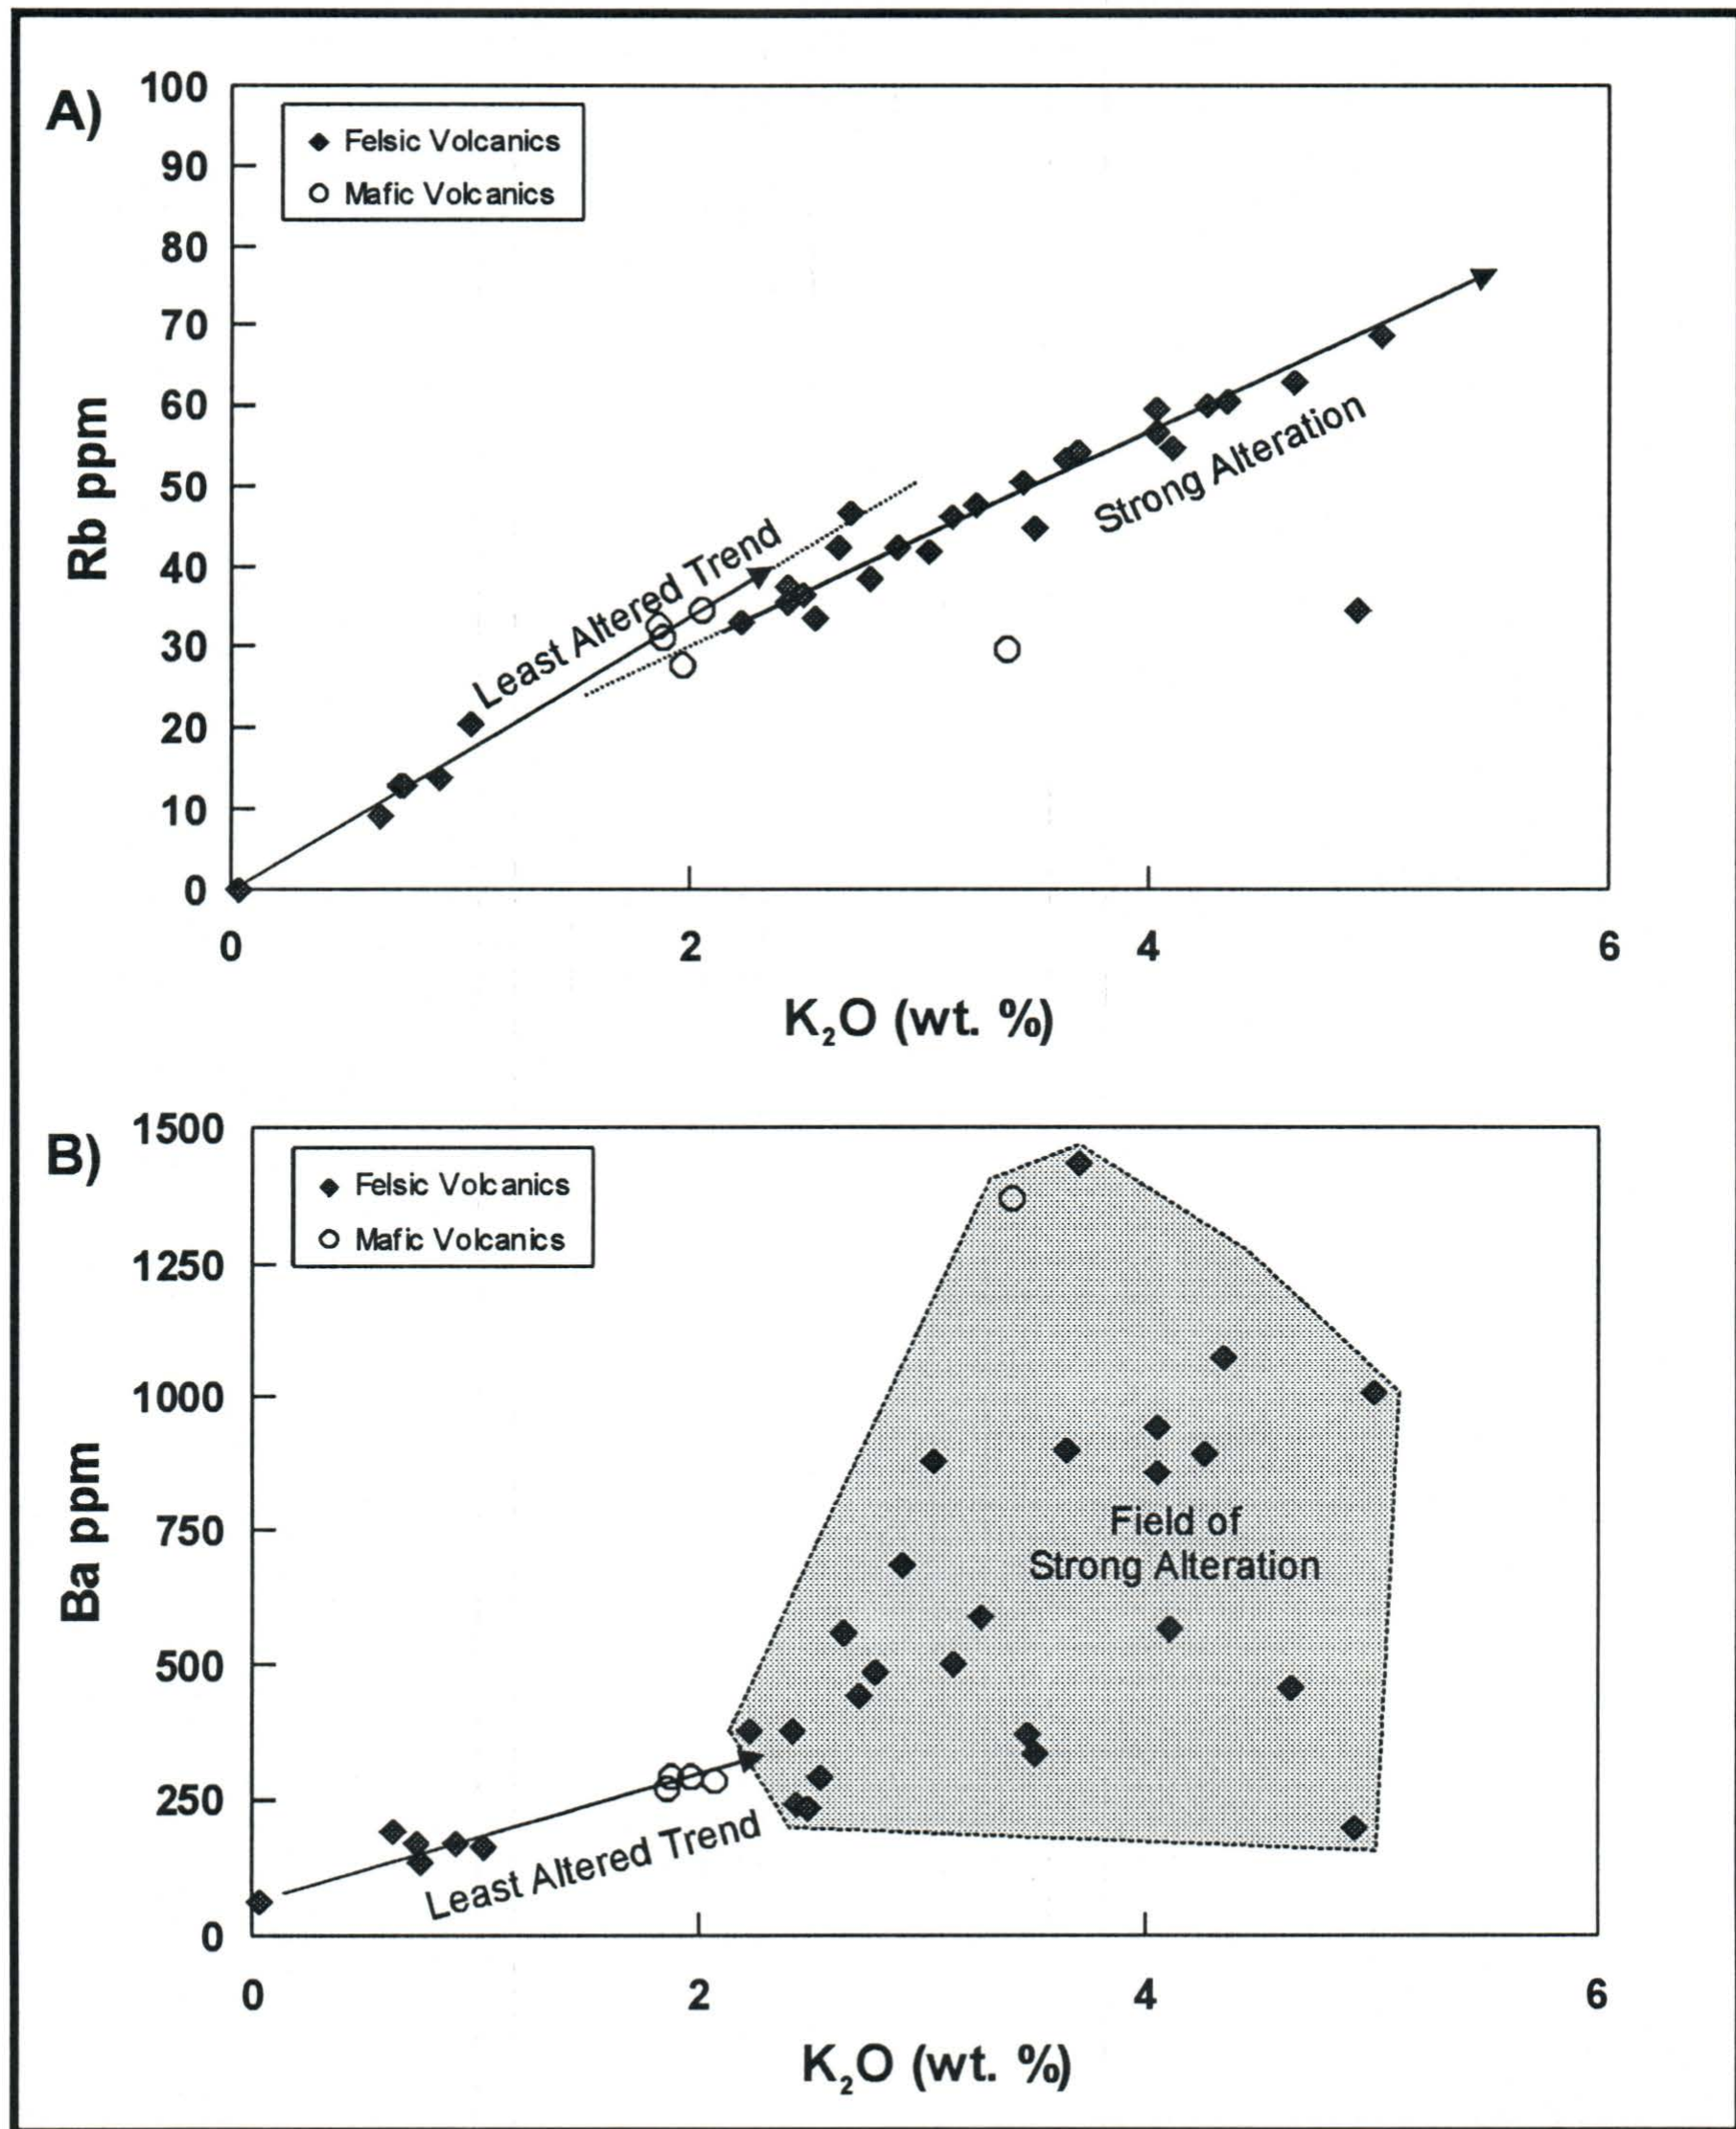 A)
100
90
80
70
60
50
40
30
20
10
0
Rb ppm
Felsic Volcanics
Mafic Volcanics
Least Altered Trend
Strong Alteration
0 2 4 6
K₂O (wt. %)
B)
1500
1250
1000
750
500
250
0
Ba ppm
Felsic Volcanics
Mafic Volcanics
Field of
Strong Alteration
Least Altered Trend
0 2 4 6
K₂O (wt. %)